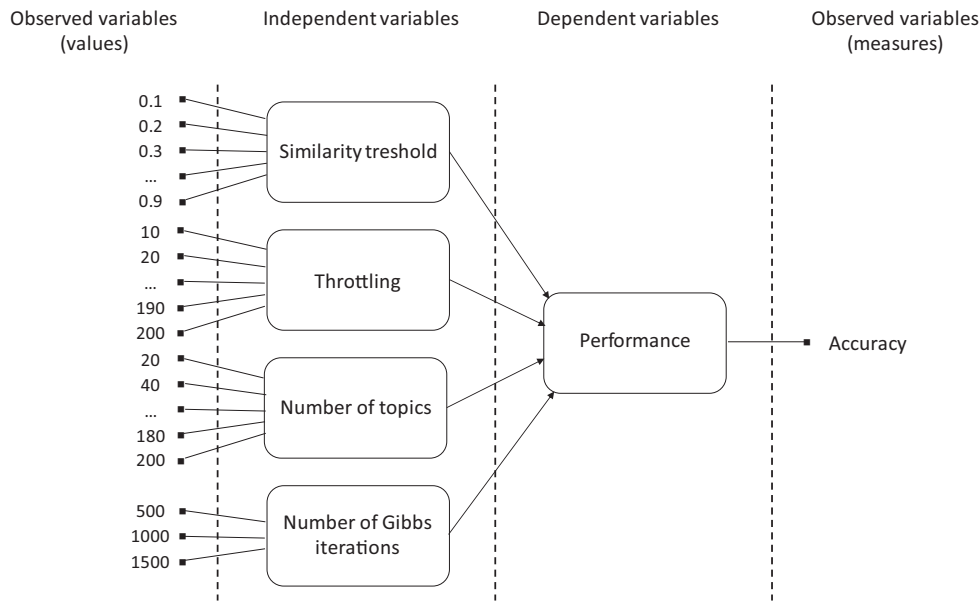 Observed variables
(values)
Independent variables
Dependent variables
Observed variables
(measures)
0.1
0.2
0.3
...
0.9
Similarity treshold
10
20
...
190
200
Throttling
20
40
...
180
200
Number of topics
500
1000
1500
Number of Gibbs
iterations
Performance
Accuracy